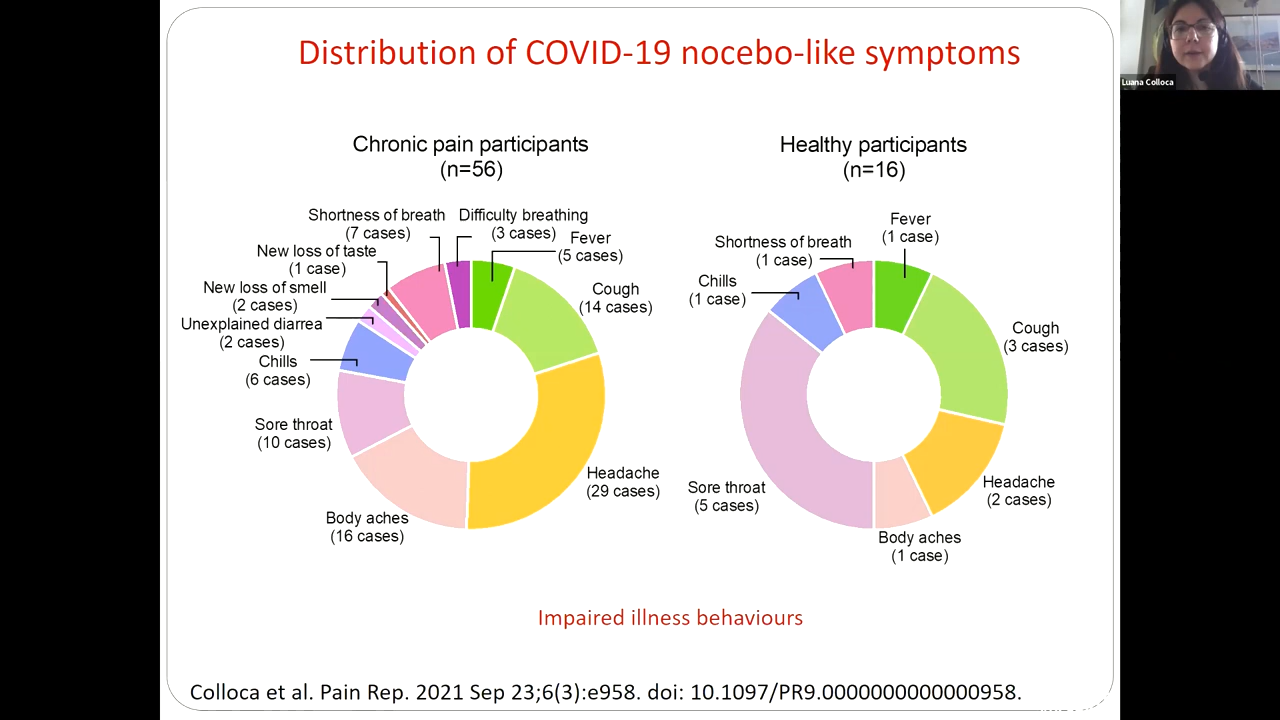 Distribution of COVID-19 nocebo-like symptoms
Luana Colloca
Chronic pain participants
(n=56)
Shortness of breath
(7 cases)
Difficulty breathing
(3 cases)
Fever
(5 cases)
New loss of taste
(1 case)
Cough
(14 cases)
New loss of smell
(2 cases)
Unexplained diarrea
(2 cases)
Chills
(6 cases)
Sore throat
(10 cases)
Headache
(29 cases)
Body aches
(16 cases)
Healthy participants
(n=16)
Fever
(1 case)
Shortness of breath
(1 case)
Chills
(1 case)
Cough
(3 cases)
Sore throat
(5 cases)
Headache
(2 cases)
Body aches
(1 case)
Impaired illness behaviours
Colloca et al. Pain Rep. 2021 Sep 23;6(3):e958. doi: 10.1097/PR9.0000000000000958.